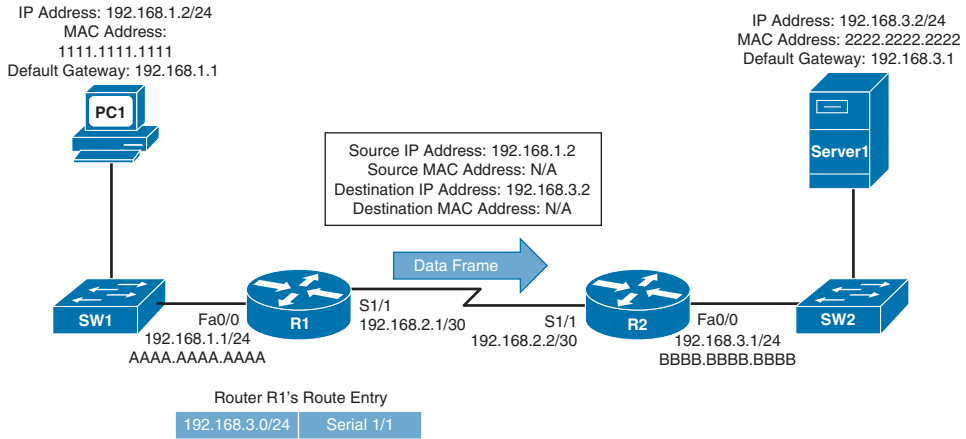 IP Address: 192.168.1.2/24
MAC Address:
1111.1111.1111
Default Gateway: 192.168.1.1
PC1
IP Address: 192.168.3.2/24
MAC Address: 2222.2222.2222
Default Gateway: 192.168.3.1
Server1
Source IP Address: 192.168.1.2
Source MAC Address: N/A
Destination IP Address: 192.168.3.2
Destination MAC Address: N/A
Data Frame
SW1
Fa0/0
192.168.1.1/24
AAAA.AAAA.AAAA
R1
S1/1
192.168.2.1/30
S1/1
192.168.2.2/30
R2
Fa0/0
192.168.3.1/24
BBBB.BBBB.BBBB
SW2
Router R1's Route Entry
192.168.3.0/24
Serial 1/1